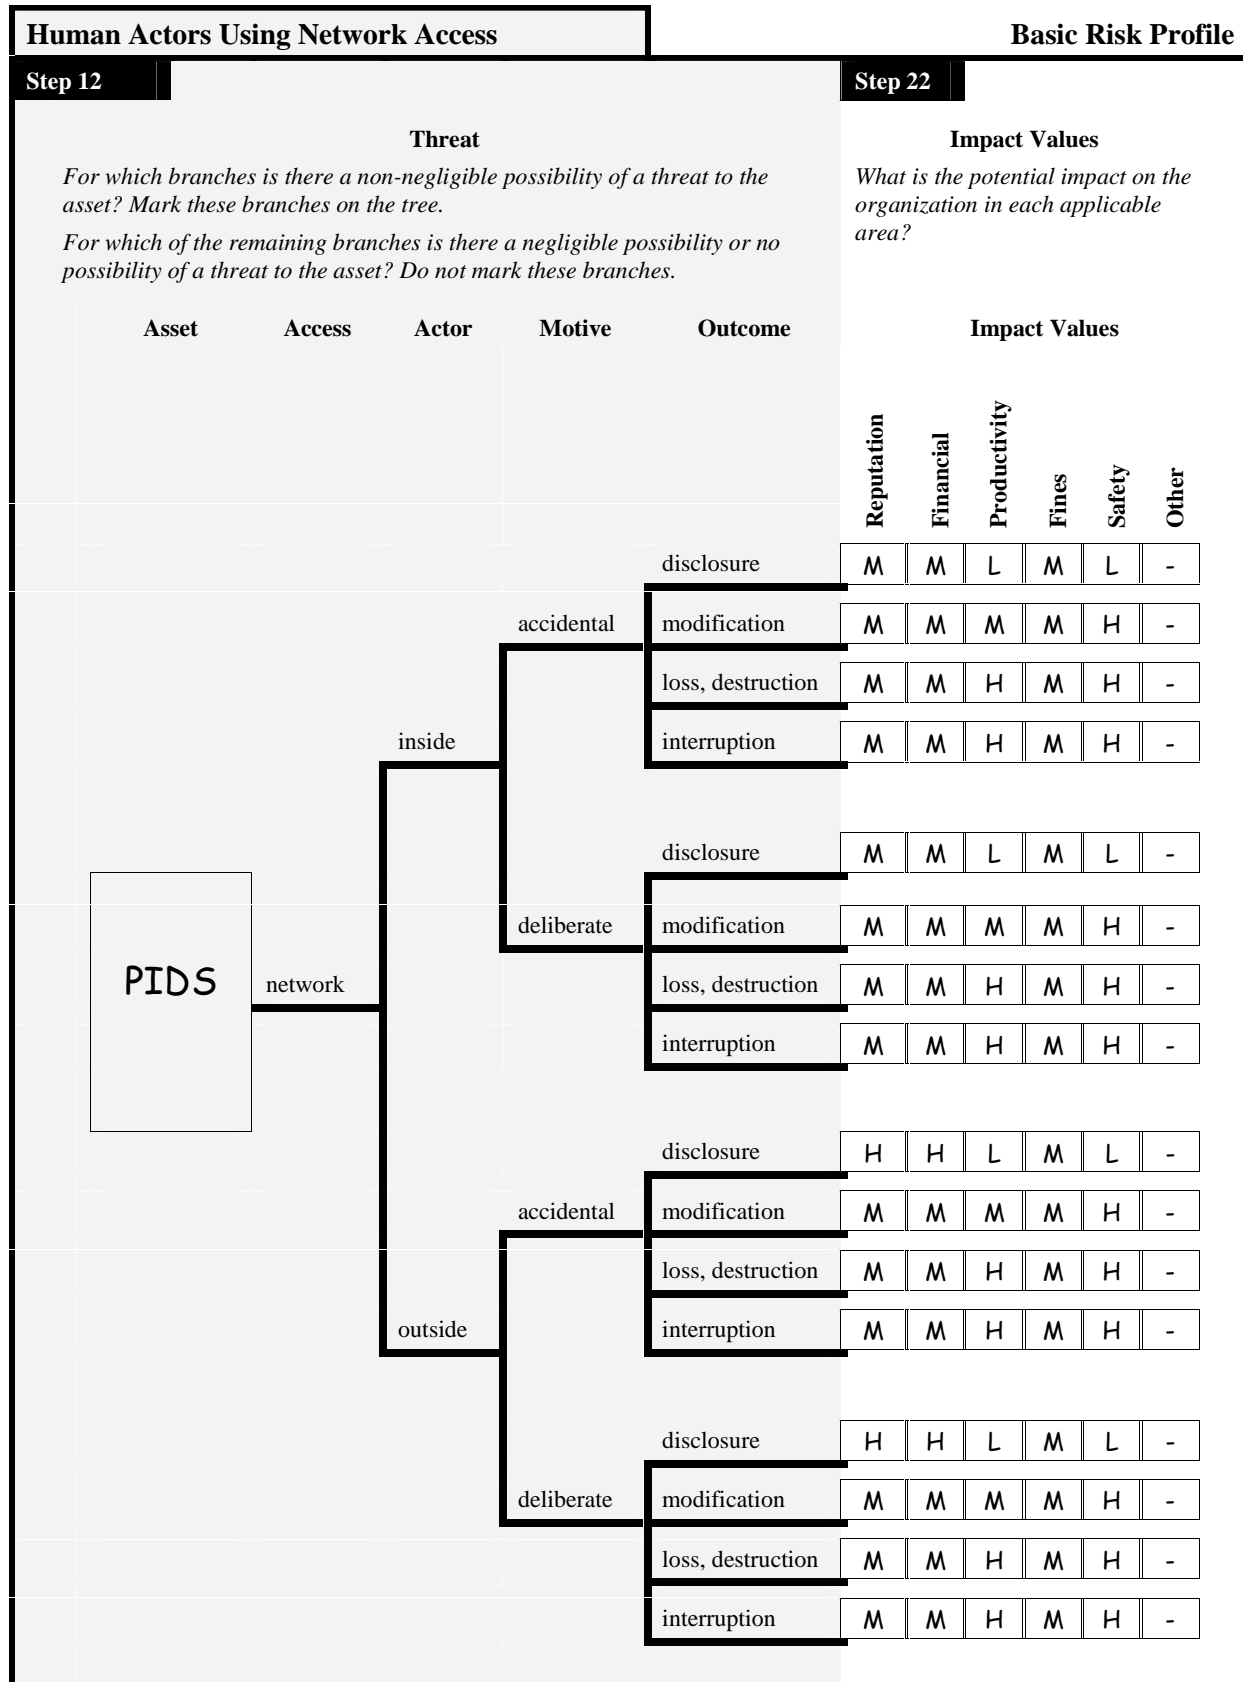 Human Actors Using Network Access
Basic Risk Profile
Step 12
Step 22
Threat
For which branches is there a non-negligible possibility of a threat to the
asset? Mark these branches on the tree.
For which of the remaining branches is there a negligible possibility or no
possibility of a threat to the asset? Do not mark these branches.
Impact Values
What is the potential impact on the
organization in each applicable
area?
Asset Access Actor Motive Outcome Impact Values
Reputation Financial Productivity Fines Safety Other
disclosure M M L M L -
accidental modification M M M M H -
loss, destruction M M H M H -
inside interruption M M H M H -
disclosure M M L M L -
deliberate modification M M M M H -
PIDS network loss, destruction M M H M H -
interruption M M H M H -
disclosure H H L M L -
accidental modification M M M M H -
loss, destruction M M H M H -
outside interruption M M H M H -
disclosure H H L M L -
deliberate modification M M M M H -
loss, destruction M M H M H -
interruption M M H M H -